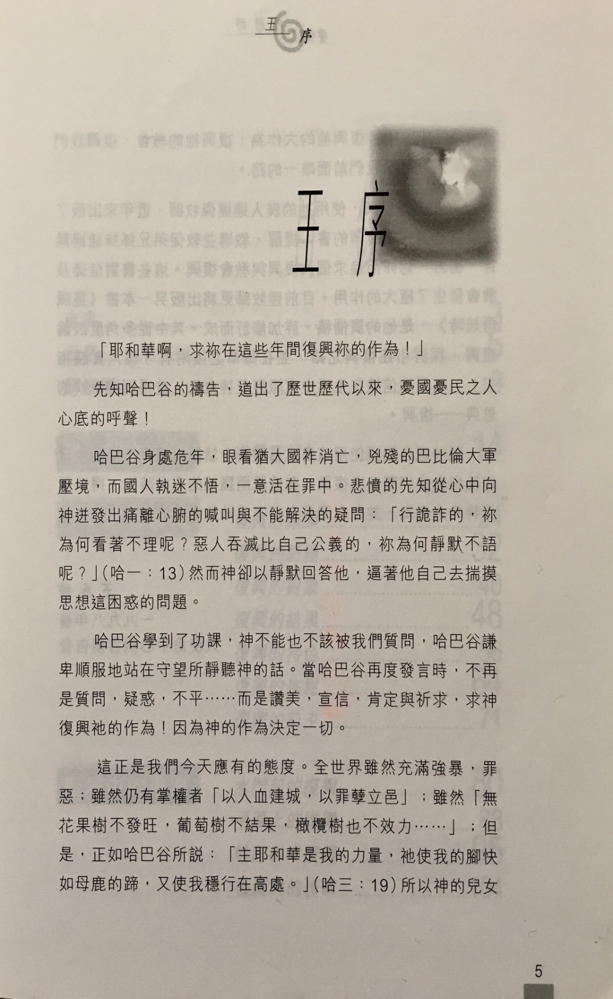 王序
王序
「耶和華啊，求祢在這些年間復興祢的作為！」
先知哈巴谷的禱告，道出了歷世歷代以來，憂國憂民之人
心底的呼聲！
哈巴谷身處危年，眼看猶大國祚消亡，兇殘的巴比倫大軍
壓境，而國人執迷不悟，一意活在罪中。悲憤的先知從心中向
神迸發出痛離心腑的喊叫與不能解決的疑問：「行詭詐的，祢
為何看著不理呢？惡人吞滅比自己公義的，祢為何靜默不語
呢？」（哈一：13）然而神卻以靜默回答他，逼著他自己去揣摸
思想這困惑的問題。
哈巴谷學到了功課，神不能也不該被我們質問，哈巴谷謙
卑順服地站在守望所靜聽神的話。當哈巴谷再度發言時，不再
是質問，疑惑，不平……而是讚美，宣信，肯定與祈求，求神
復興祂的作為！因為神的作為決定一切。
這正是我們今天應有的態度。全世界雖然充滿強暴，罪
惡；雖然仍有掌權者「以人血建城，以罪孽立邑」；雖然「無
花果樹不發旺，葡萄樹不結果，橄欖樹也不效力……」；但
是，正如哈巴谷所說：「主耶和華是我的力量，祂使我的腳快
如母鹿的蹄，又使我穩行在高處。」（哈三：19）所以神的兒女
5